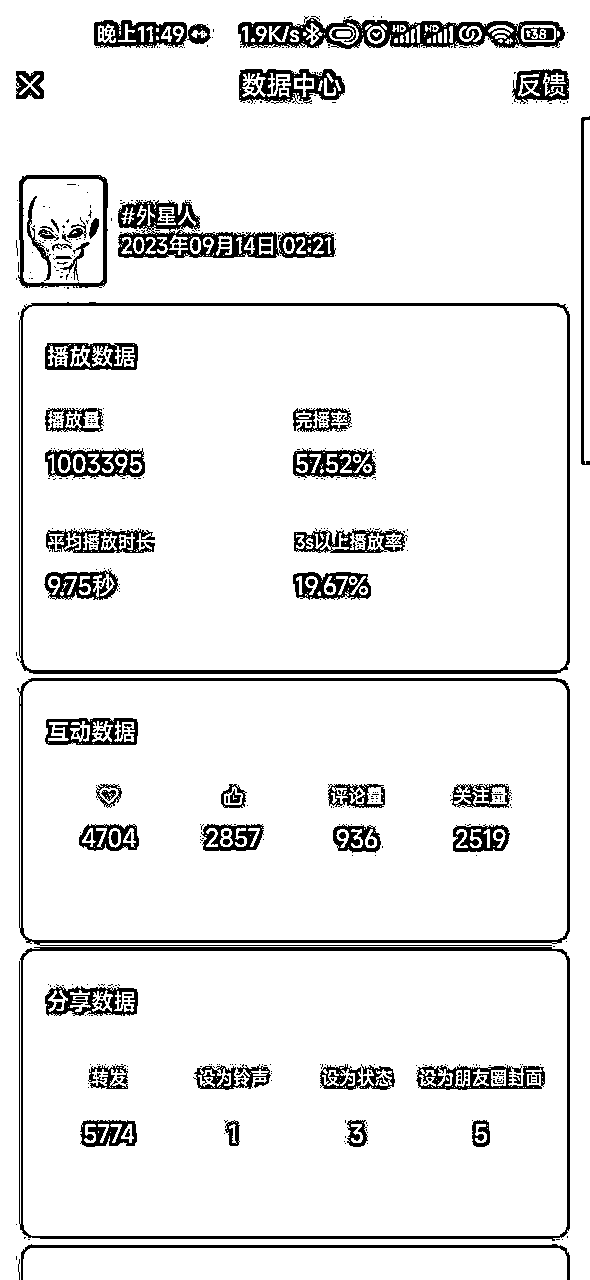 晚上11:49 1.9K/s HD HD 38
数据中心 反馈
#外星人
2023年09月14日 02:21
播放数据
播放量 完播率
1003395 57.52%
平均播放时长 3s以上播放率
9.75秒 19.67%
互动数据
评论量 关注量
4704 2857 936 2519
分享数据
转发 设为铃声 设为状态 设为朋友圈封面
5774 1 3 5